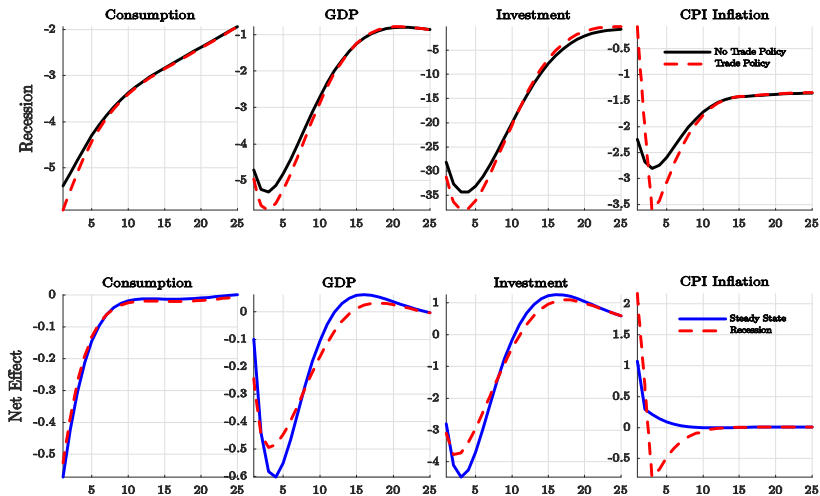 Consumption
GDP
Investment
CPI Inflation
Recession
-2
-3
-4
-5
5 10 15 20 25
-1
-2
-3
-4
-5
5 10 15 20 25
-5
-10
-15
-20
-25
-30
-35
5 10 15 20 25
-0.5
-1
-1.5
-2
-2.5
-3
-3.5
5 10 15 20 25
No Trade Policy
Trade Policy
Consumption
GDP
Investment
CPI Inflation
Net Effect
0
-0.1
-0.2
-0.3
-0.4
-0.5
5 10 15 20 25
0
-0.1
-0.2
-0.3
-0.4
-0.5
-0.6
5 10 15 20 25
1
0
-1
-2
-3
-4
5 10 15 20 25
2
1.5
1
0.5
0
-0.5
5 10 15 20 25
Steady State
Recession